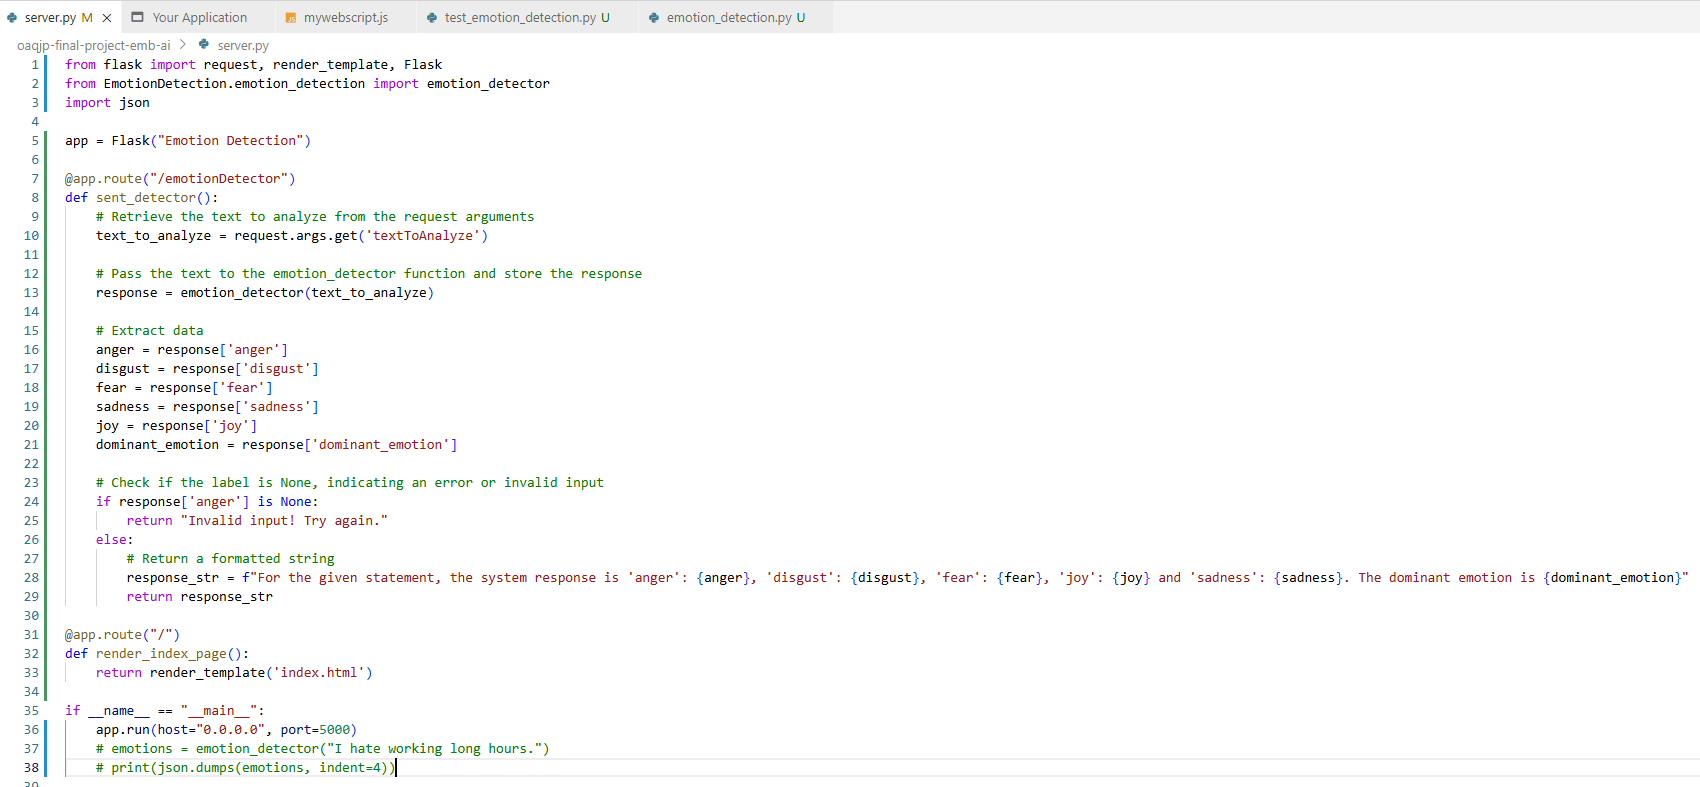 server.py M Your Application mywebscript.js test_emotion_detection.py U emotion_detection.py U
oaqjp-final-project-emb-ai > server.py
1 from flask import request, render_template, Flask
2 from EmotionDetection.emotion_detection import emotion_detector
3 import json
4
5 app = Flask("Emotion Detection")
6
7 @app.route("/emotionDetector")
8 def sent_detector():
9     # Retrieve the text to analyze from the request arguments
10     text_to_analyze = request.args.get('textToAnalyze')
11
12     # Pass the text to the emotion_detector function and store the response
13     response = emotion_detector(text_to_analyze)
14
15     # Extract data
16     anger = response['anger']
17     disgust = response['disgust']
18     fear = response['fear']
19     sadness = response['sadness']
20     joy = response['joy']
21     dominant_emotion = response['dominant_emotion']
22
23     # Check if the label is None, indicating an error or invalid input
24     if response['anger'] is None:
25         return "Invalid input! Try again."
26     else:
27         # Return a formatted string
28         response_str = f"For the given statement, the system response is 'anger': {anger}, 'disgust': {disgust}, 'fear': {fear}, 'joy': {joy} and 'sadness': {sadness}. The dominant emotion is {dominant_emotion}"
29         return response_str
30
31 @app.route("/")
32 def render_index_page():
33     return render_template('index.html')
34
35 if __name__ == "__main__":
36     app.run(host="0.0.0.0", port=5000)
37     # emotions = emotion_detector("I hate working long hours.")
38     # print(json.dumps(emotions, indent=4))
39